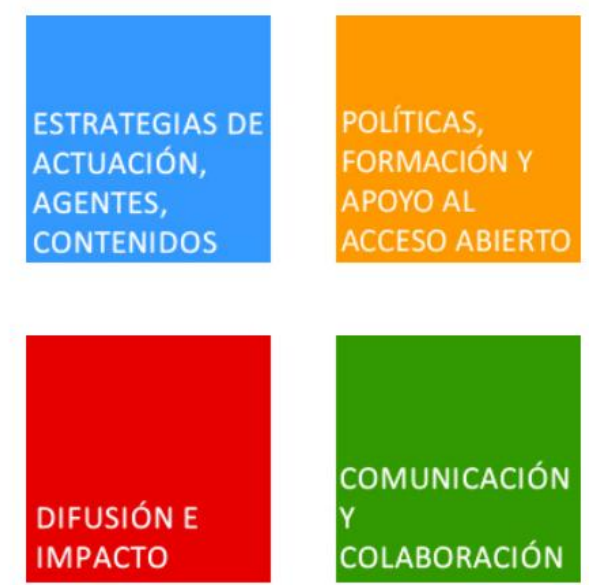 ESTRATEGIAS DE
ACTUACIÓN,
AGENTES,
CONTENIDOS
POLÍTICAS,
FORMACIÓN Y
APOYO AL
ACCESO ABIERTO
DIFUSIÓN E
IMPACTO
COMUNICACIÓN
Y
COLABORACIÓN